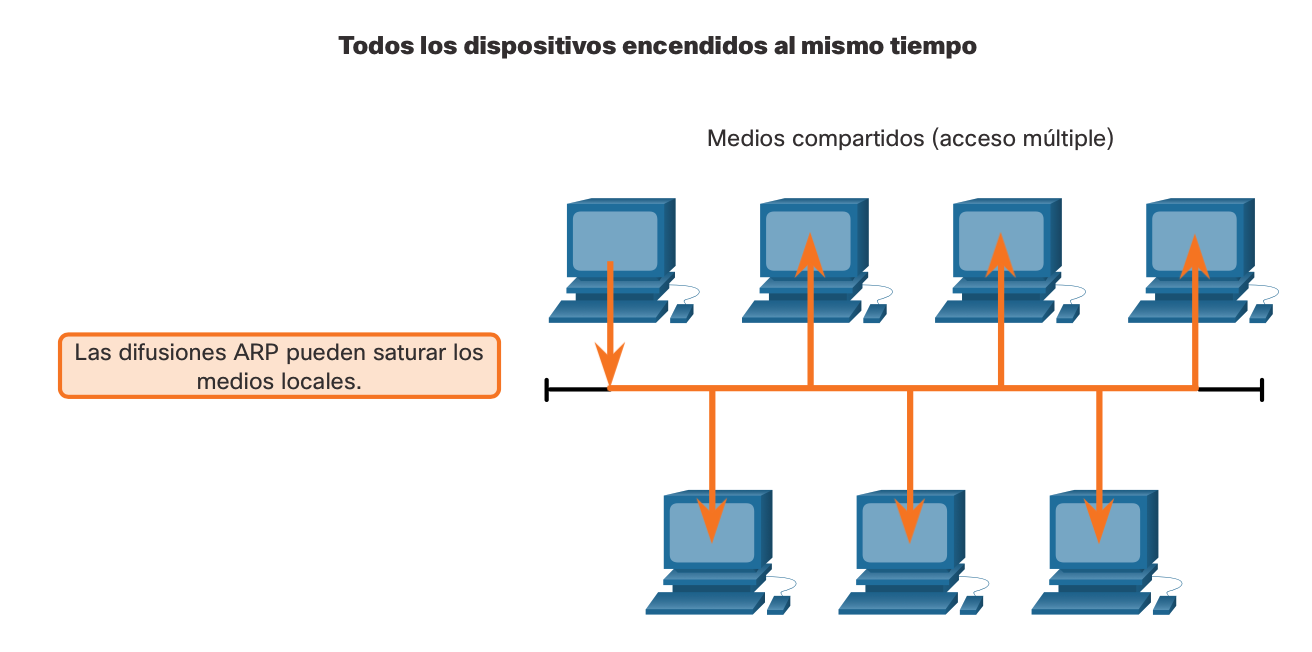 Todos los dispositivos encendidos al mismo tiempo
Medios compartidos (acceso múltiple)
Las difusiones ARP pueden saturar los
medios locales.